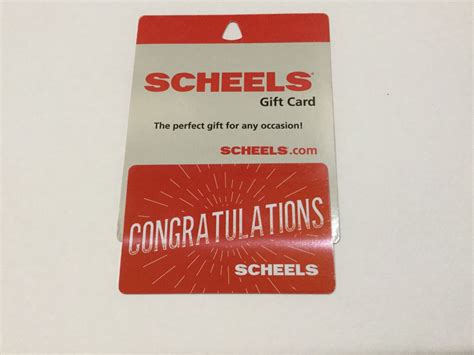 SCHEELS®
Gift Card
The perfect gift for any occasion!
SCHEELS.com
CONGRATULATIONS
SCHEELS